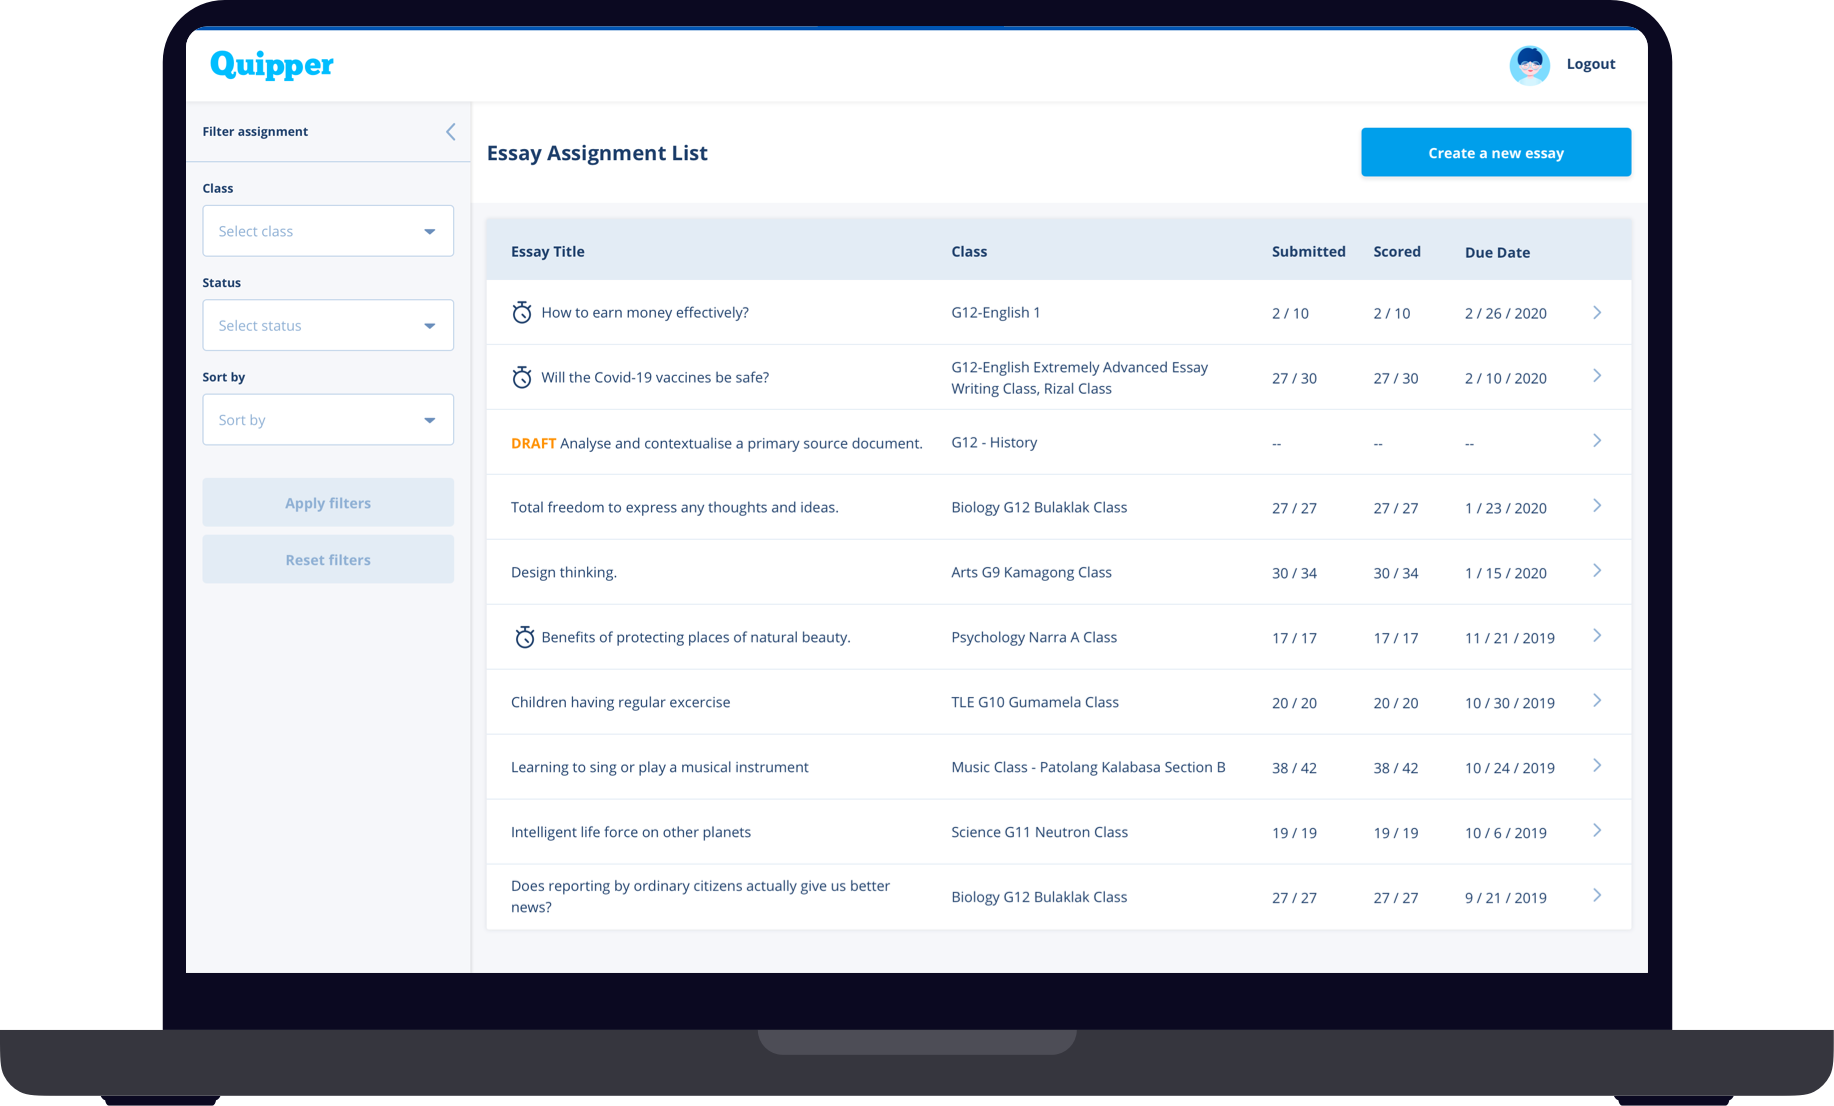 Quipper
Logout
Filter assignment
Class
Select class
Status
Select status
Sort by
Sort by
Apply filters
Reset filters
Essay Assignment List
Create a new essay
Essay Title Class Submitted Scored Due Date
How to earn money effectively? G12-English 1 2 / 10 2 / 10 2 / 26 / 2020
Will the Covid-19 vaccines be safe? G12-English Extremely Advanced Essay
Writing Class, Rizal Class 27 / 30 27 / 30 2 / 10 / 2020
DRAFT Analyse and contextualise a primary source document. G12 - History -- -- --
Total freedom to express any thoughts and ideas. Biology G12 Bulaklak Class 27 / 27 27 / 27 1 / 23 / 2020
Design thinking. Arts G9 Kamagong Class 30 / 34 30 / 34 1 / 15 / 2020
Benefits of protecting places of natural beauty. Psychology Narra A Class 17 / 17 17 / 17 11 / 21 / 2019
Children having regular excercise TLE G10 Gumamela Class 20 / 20 20 / 20 10 / 30 / 2019
Learning to sing or play a musical instrument Music Class - Patolang Kalabasa Section B 38 / 42 38 / 42 10 / 24 / 2019
Intelligent life force on other planets Science G11 Neutron Class 19 / 19 19 / 19 10 / 6 / 2019
Does reporting by ordinary citizens actually give us better
news? Biology G12 Bulaklak Class 27 / 27 27 / 27 9 / 21 / 2019